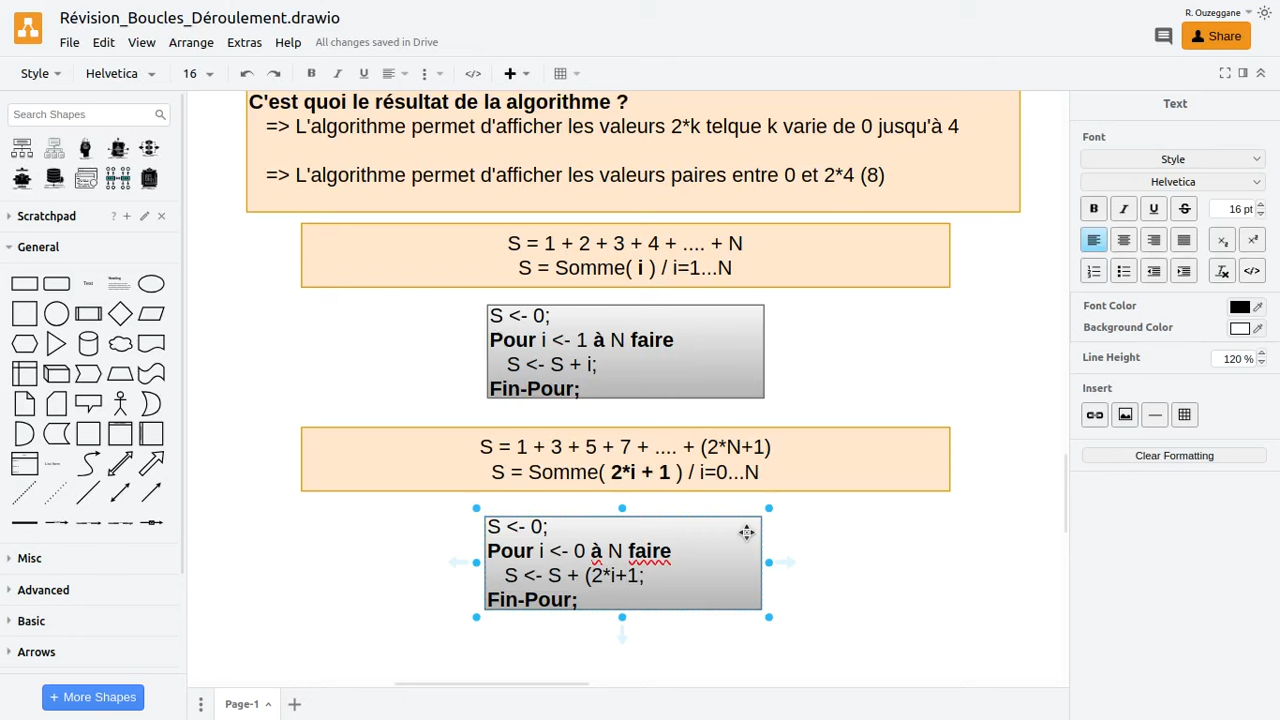 Révision_Boucles_Déroulement.drawio
R. Ouzeggane
File Edit View Arrange Extras Help All changes saved in Drive
Share
Style Helvetica 16 B I U </>
Search Shapes
Scratchpad ?
General
Text
Heading
List Item
Misc
Advanced
Basic
Arrows
+ More Shapes
C'est quoi le résultat de la algorithme ?
=> L'algorithme permet d'afficher les valeurs 2*k telque k varie de 0 jusqu'à 4
=> L'algorithme permet d'afficher les valeurs paires entre 0 et 2*4 (8)
S = 1 + 2 + 3 + 4 + .... + N
S = Somme( i ) / i=1...N
S <- 0;
Pour i <- 1 à N faire
S <- S + i;
Fin-Pour;
S = 1 + 3 + 5 + 7 + .... + (2*N+1)
S = Somme( 2*i + 1 ) / i=0...N
S <- 0;
Pour i <- 0 à N faire
S <- S + (2*i+1;
Fin-Pour;
Page-1
Text
Font
Style
Helvetica
B I U S 16 pt
Font Color
Background Color
Line Height 120 %
Insert
Clear Formatting